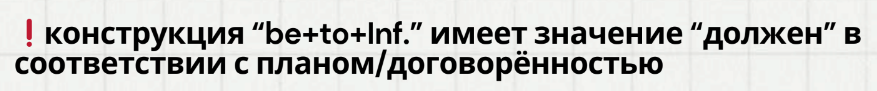 ❗конструкция “be+to+Inf.” имеет значение “должен” в
соответствии с планом/договорённостью